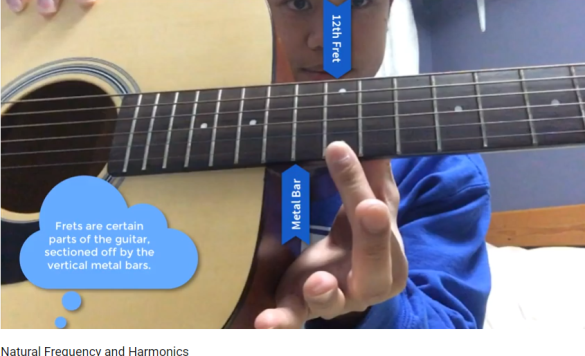 12th Fret
Metal Bar
Frets are certain
parts of the guitar,
sectioned off by the
vertical metal bars.
Natural Frequency and Harmonics